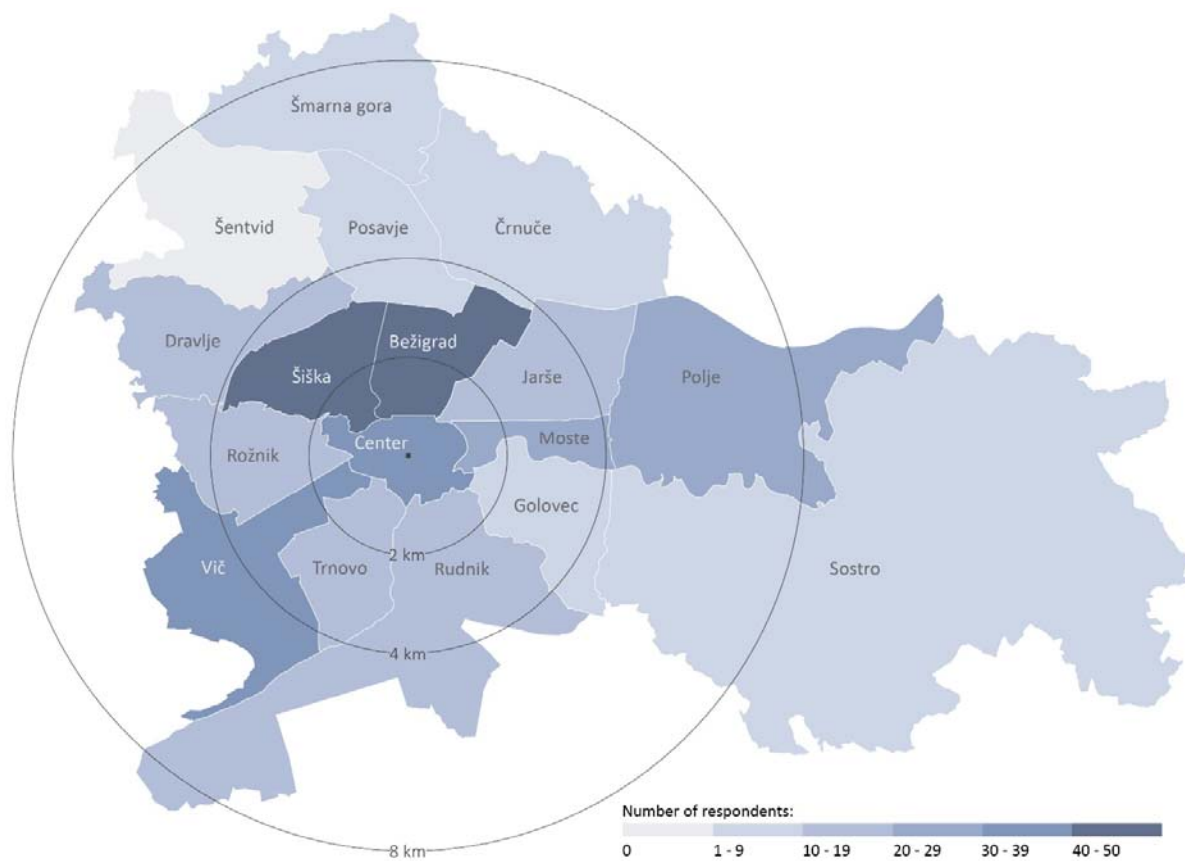 Šmarna gora
Šentvid
Posavje
Črnuče
Dravlje
Šiška
Bežigrad
Jarše
Polje
Rožnik
Center
Moste
Golovec
Vič
Trnovo
2 km
Rudnik
Sostro
4 km
8 km
Number of respondents:
0
1 - 9
10 - 19
20 - 29
30 - 39
40 - 50